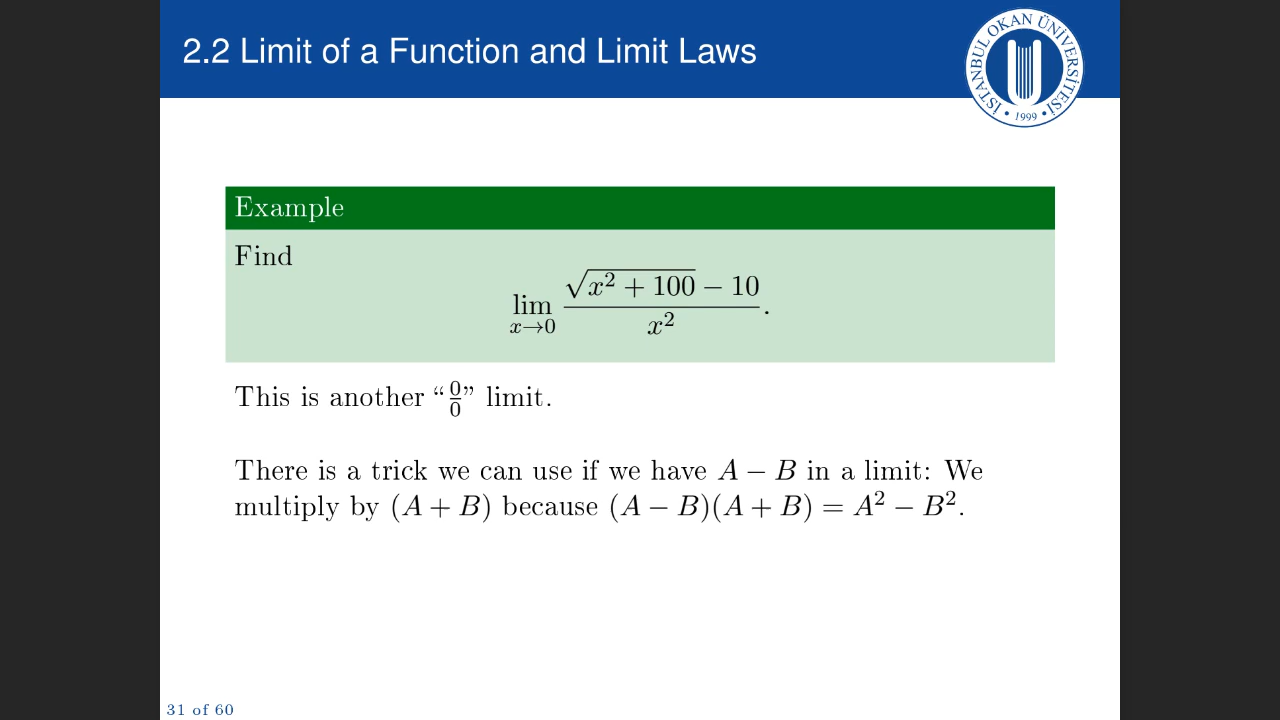 2.2 Limit of a Function and Limit Laws
İSTANBUL OKAN ÜNİVERSİTESİ
• 1999 •
Example
Find
lim x→0 (√(x² + 100) − 10) / x² .
This is another “0/0” limit.
There is a trick we can use if we have A − B in a limit: We
multiply by (A + B) because (A − B)(A + B) = A² − B².
31 of 60